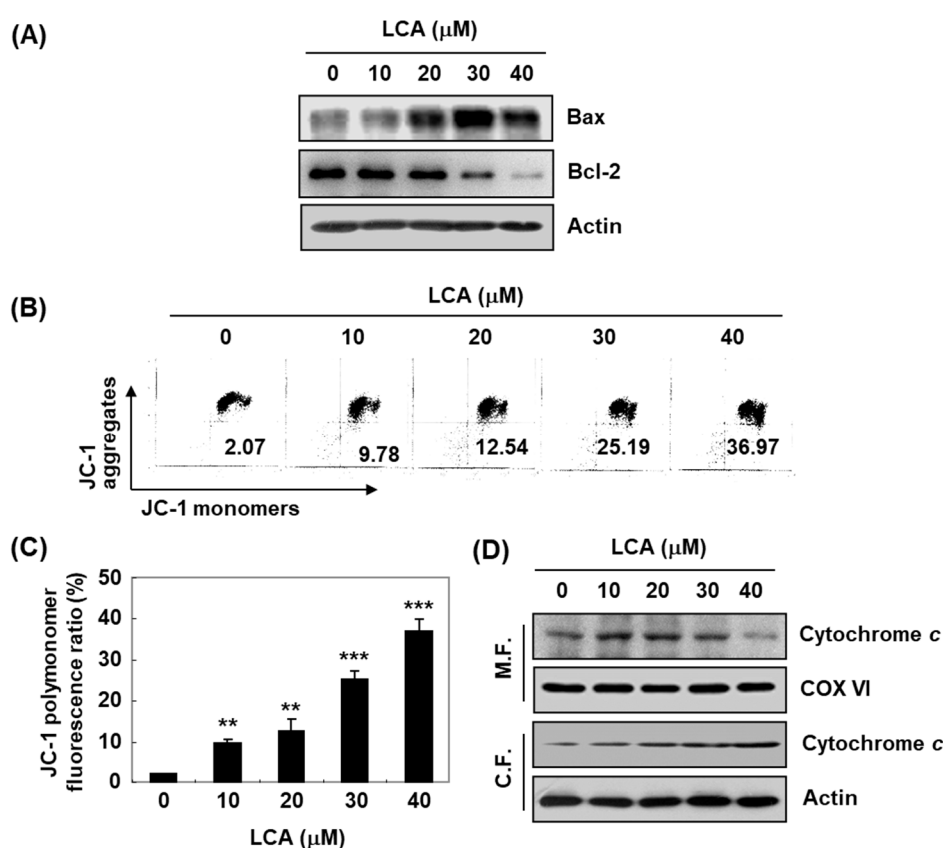 (A)
LCA (μM)
0 10 20 30 40
Bax
Bcl-2
Actin
(B)
LCA (μM)
0 10 20 30 40
JC-1
aggregates
2.07 9.78 12.54 25.19 36.97
JC-1 monomers
(C)
JC-1 polymonomer
fluorescence ratio (%)
50
40
30
20
10
0
** ** *** ***
0 10 20 30 40
LCA (μM)
(D)
LCA (μM)
0 10 20 30 40
M.F.
Cytochrome c
COX VI
C.F.
Cytochrome c
Actin